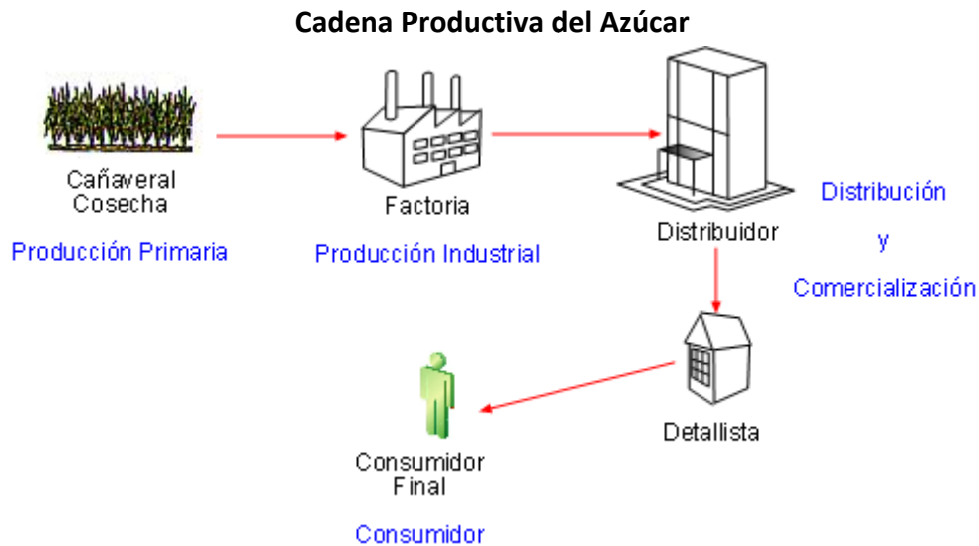 Cadena Productiva del Azúcar
Cañaveral
Cosecha
Producción Primaria
Factoria
Producción Industrial
Distribuidor
Distribución
y
Comercialización
Detallista
Consumidor
Final
Consumidor